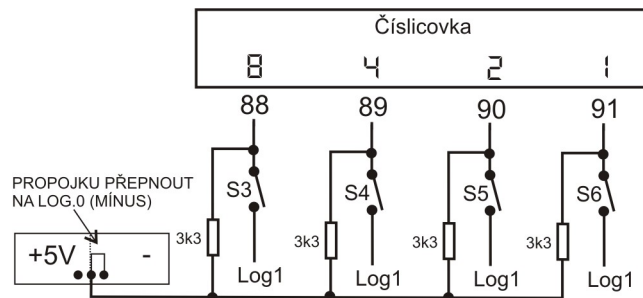 Číslicovka
8 4 2 1
88 89 90 91
PROPOJKU PŘEPNOUT
NA LOG.0 (MÍNUS)
S3 S4 S5 S6
3k3 3k3 3k3 3k3
+5V -
Log1 Log1 Log1 Log1